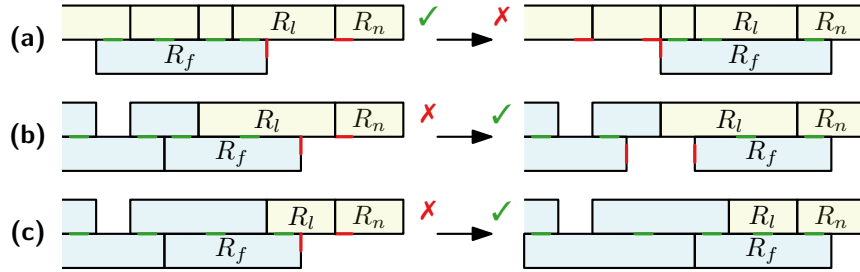 (a) R_l R_n ✓ ✗
R_f R_l R_n
R_f
(b) R_l R_n ✗ ✓ R_l R_n
R_f R_f
(c) R_l R_n ✗ ✓ R_l R_n
R_f R_f